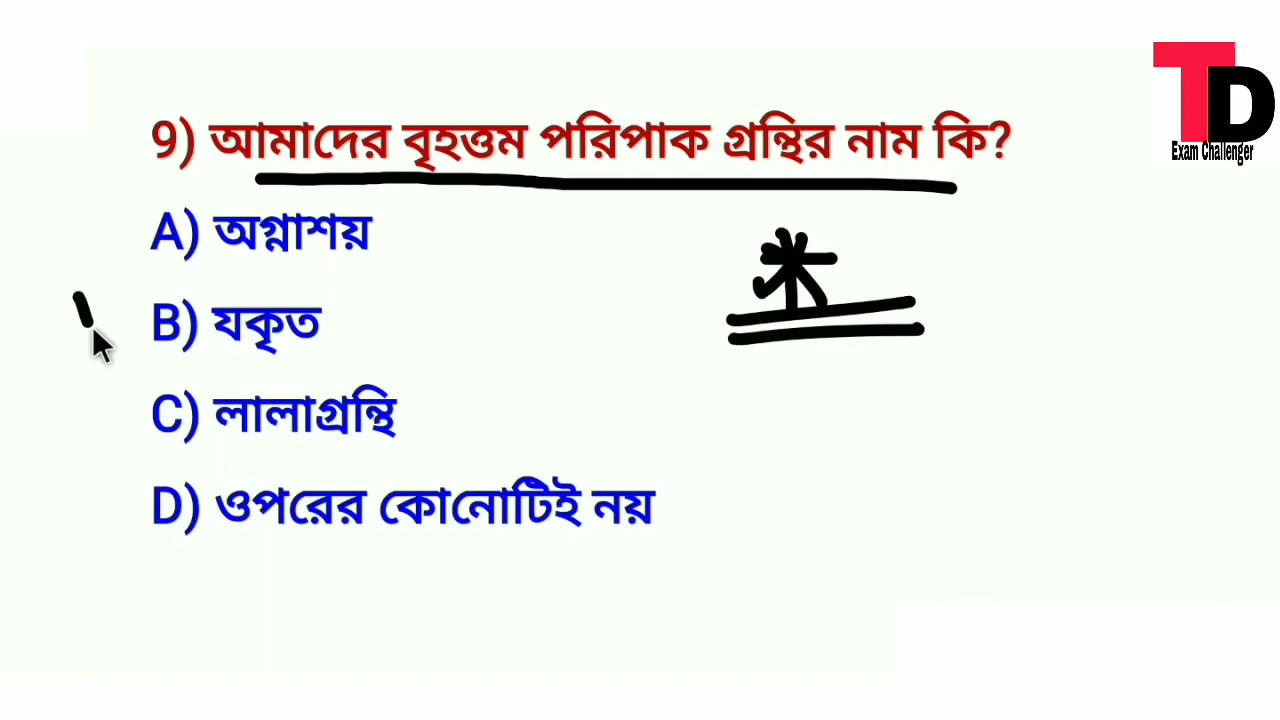 TD
Exam Challenger
9) আমাদের বৃহত্তম পরিপাক গ্রন্থির নাম কি?
A) অগ্নাশয়
B) যকৃত
C) লালাগ্রন্থি
D) ওপরের কোনোটিই নয়